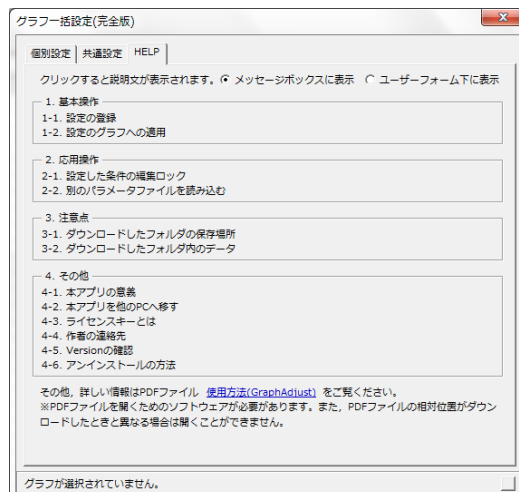 グラフ一括設定(完全版)
個別設定 共通設定 HELP
クリックすると説明文が表示されます。 メッセージボックスに表示 ユーザーフォーム下に表示
1. 基本操作
1-1. 設定の登録
1-2. 設定のグラフへの適用
2. 応用操作
2-1. 設定した条件の編集ロック
2-2. 別のパラメータファイルを読み込む
3. 注意点
3-1. ダウンロードしたフォルダの保存場所
3-2. ダウンロードしたフォルダ内のデータ
4. その他
4-1. 本アプリの意義
4-2. 本アプリを他のPCへ移す
4-3. ライセンスキーとは
4-4. 作者の連絡先
4-5. Versionの確認
4-6. アンインストールの方法
その他, 詳しい情報はPDFファイル 使用方法(GraphAdjust) をご覧ください。
※PDFファイルを開くためのソフトウェアが必要があります。また, PDFファイルの相対位置がダウン
ロードしたときと異なる場合は開くことができません。
グラフが選択されていません。